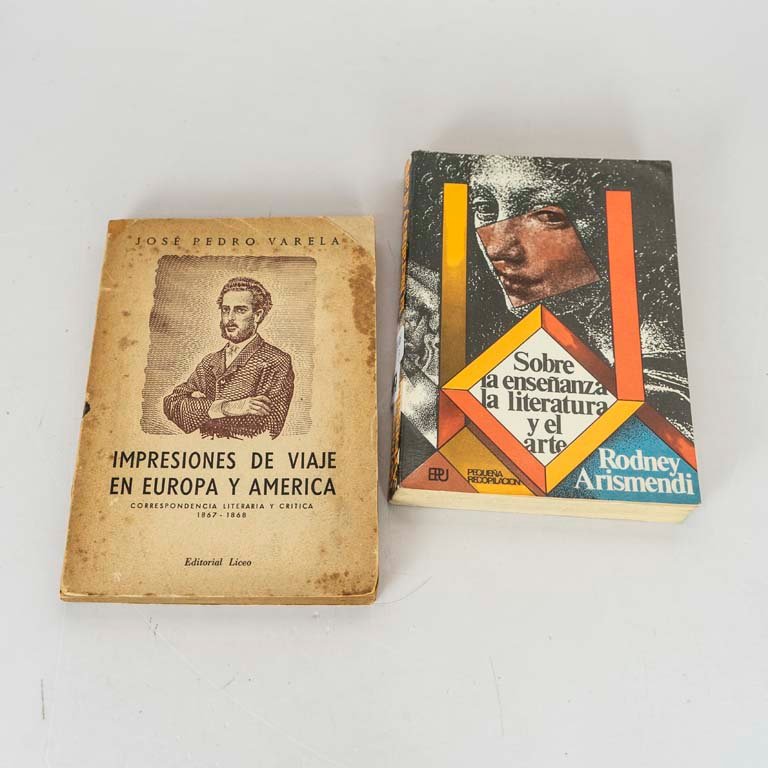 JOSÉ PEDRO VARELA
IMPRESIONES DE VIAJE
EN EUROPA Y AMERICA
CORRESPONDENCIA LITERARIA Y CRITICA
1867 - 1868
Editorial Liceo
Sobre
la enseñanza
la literatura
y el
arte
Rodney
Arismendi
EPU
PEQUEÑA
RECOPILACION